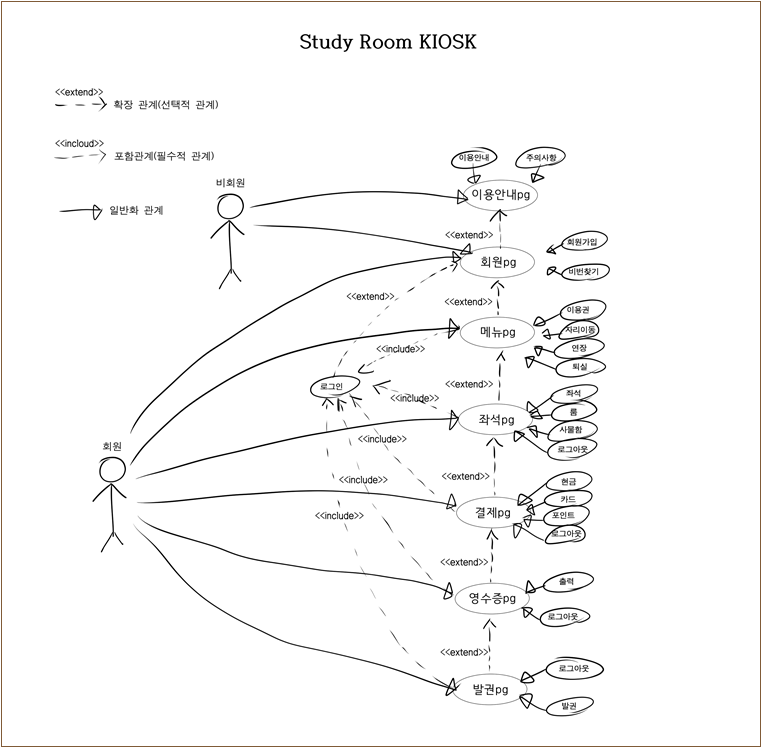 Study Room KIOSK
<<extend>>
확장 관계(선택적 관계)
<<incloud>>
포함관계(필수적 관계)
일반화 관계
비회원
이용안내
주의사항
이용안내pg
<<extend>>
회원가입
회원pg
비번찾기
<<extend>>
<<extend>>
이용권
메뉴pg
자리이동
<<include>>
연장
퇴실
로그인
<<extend>>
<<include>>
좌석
룸
좌석pg
사물함
<<include>>
로그아웃
회원
<<extend>>
<<include>>
현금
카드
결제pg
포인트
<<include>>
로그아웃
<<extend>>
출력
영수증pg
로그아웃
<<extend>>
로그아웃
발권pg
발권